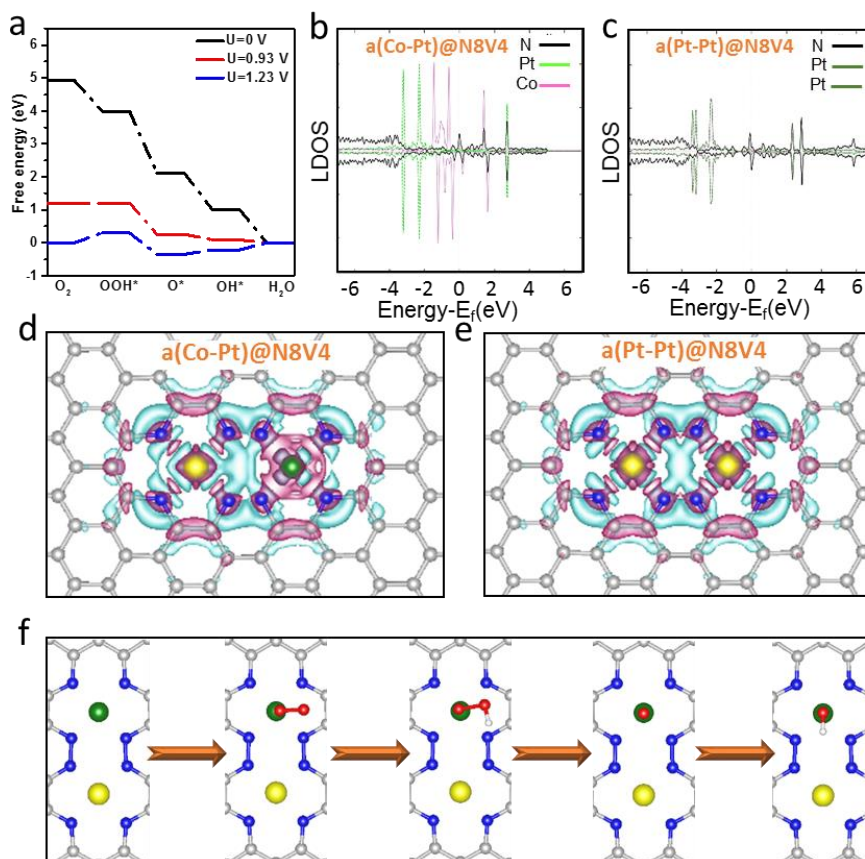 a
U=0 V
U=0.93 V
U=1.23 V
6
5
4
3
2
1
0
-1
Free energy (eV)
O₂ OOH* O* OH* H₂O
b
a(Co-Pt)@N8V4
N
Pt
Co
LDOS
-6 -4 -2 0 2 4 6
Energy-E_f(eV)
c
a(Pt-Pt)@N8V4
N
Pt
Pt
LDOS
-6 -4 -2 0 2 4 6
Energy-E_f(eV)
d
a(Co-Pt)@N8V4
e
a(Pt-Pt)@N8V4
f